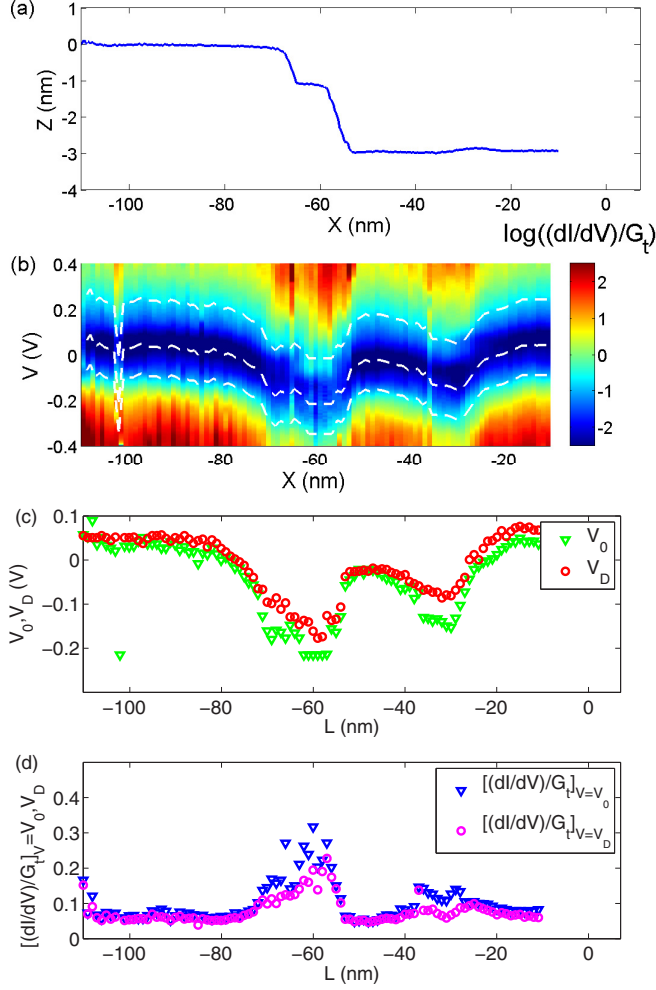 (a)
1
0
-1
-2
-3
-4
Z (nm)
-100 -80 -60 -40 -20 0
X (nm)
log((dI/dV)/G_t)
(b)
0.4
0.2
0
-0.2
-0.4
V (V)
-100 -80 -60 -40 -20
X (nm)
2
1
0
-1
-2
(c)
0.1
0
−0.1
−0.2
V_0,V_D (V)
V_0
V_D
−100 −80 −60 −40 −20 0
L (nm)
(d)
0.5
0.4
0.3
0.2
0.1
0
[(dI/dV)/G_t]_V=V_0,V_D
[(dI/dV)/G_t]_V=V_0
[(dI/dV)/G_t]_V=V_D
−100 −80 −60 −40 −20 0
L (nm)